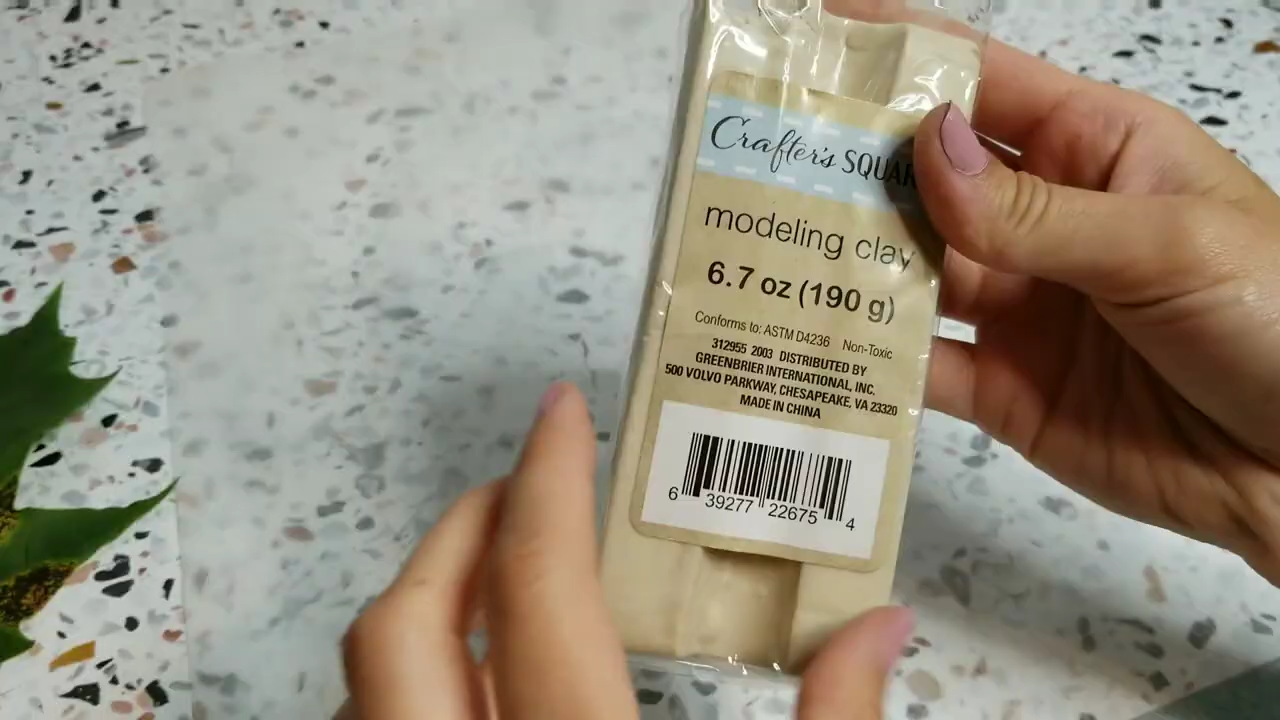 Crafter's SQUAR
modeling clay
6.7 oz (190 g)
Conforms to: ASTM D4236 Non-Toxic
312955 2003 DISTRIBUTED BY
GREENBRIER INTERNATIONAL, INC.
500 VOLVO PARKWAY, CHESAPEAKE, VA 23320
MADE IN CHINA
6 39277 22675 4